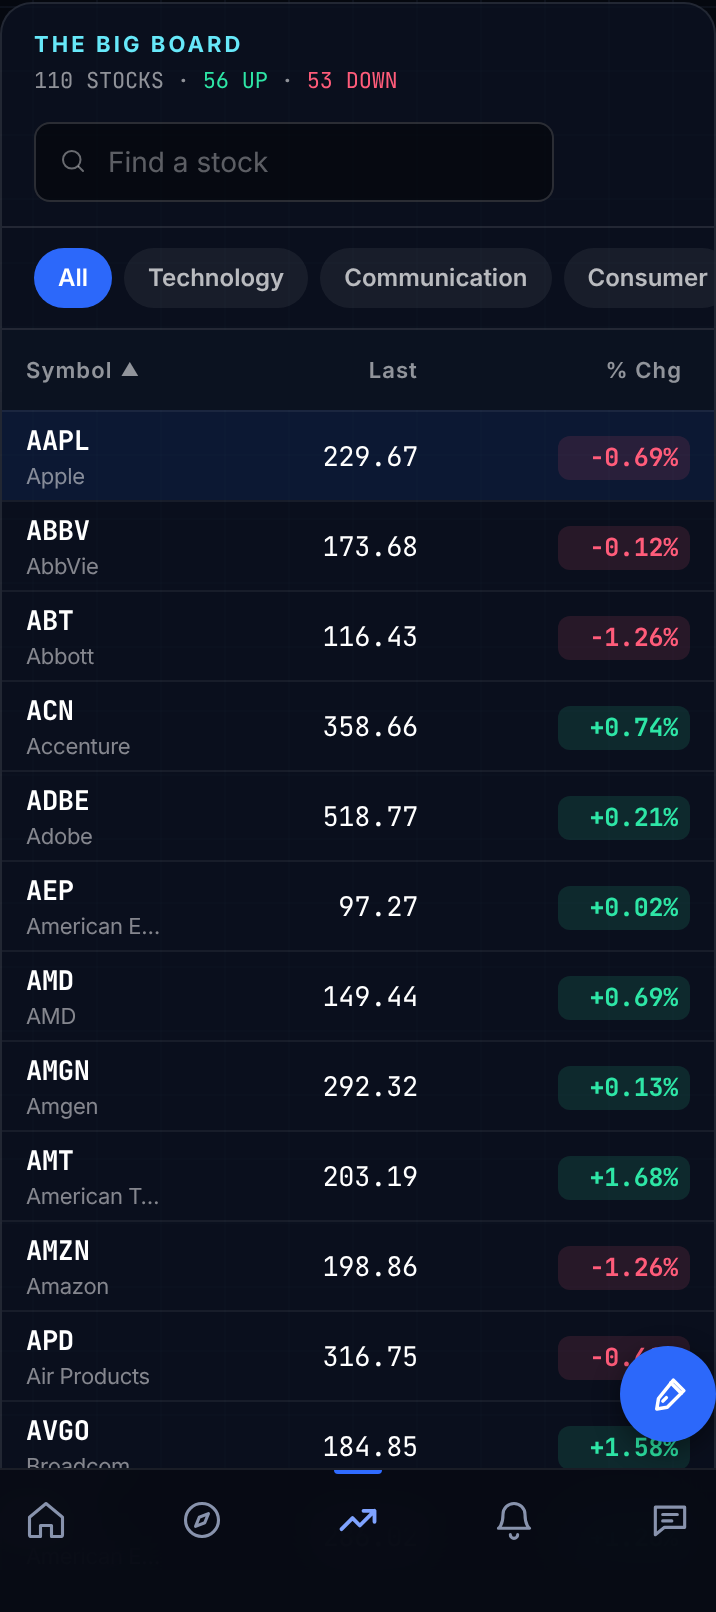 THE BIG BOARD
110 STOCKS · 56 UP · 53 DOWN
Find a stock
All Technology Communication Consumer
Symbol ▲ Last % Chg
AAPL
Apple
229.67 -0.69%
ABBV
AbbVie
173.68 -0.12%
ABT
Abbott
116.43 -1.26%
ACN
Accenture
358.66 +0.74%
ADBE
Adobe
518.77 +0.21%
AEP
American E...
97.27 +0.02%
AMD
AMD
149.44 +0.69%
AMGN
Amgen
292.32 +0.13%
AMT
American T...
203.19 +1.68%
AMZN
Amazon
198.86 -1.26%
APD
Air Products
316.75
AVGO
Broadcom
184.85 +1.58%